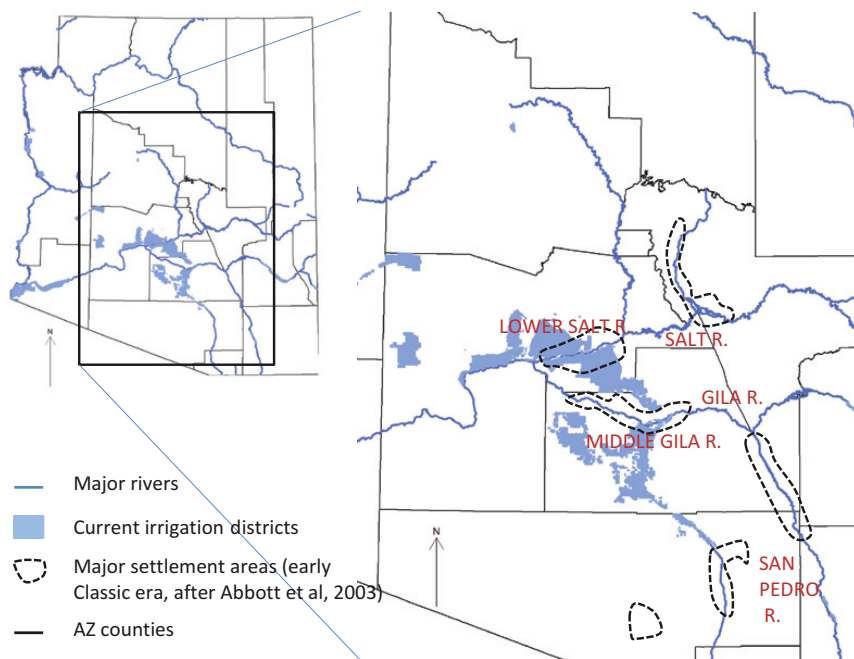 N
LOWER SALT R.
SALT R.
GILA R.
MIDDLE GILA R.
Major rivers
Current irrigation districts
Major settlement areas (early
Classic era, after Abbott et al, 2003)
AZ counties
N
SAN
PEDRO
R.